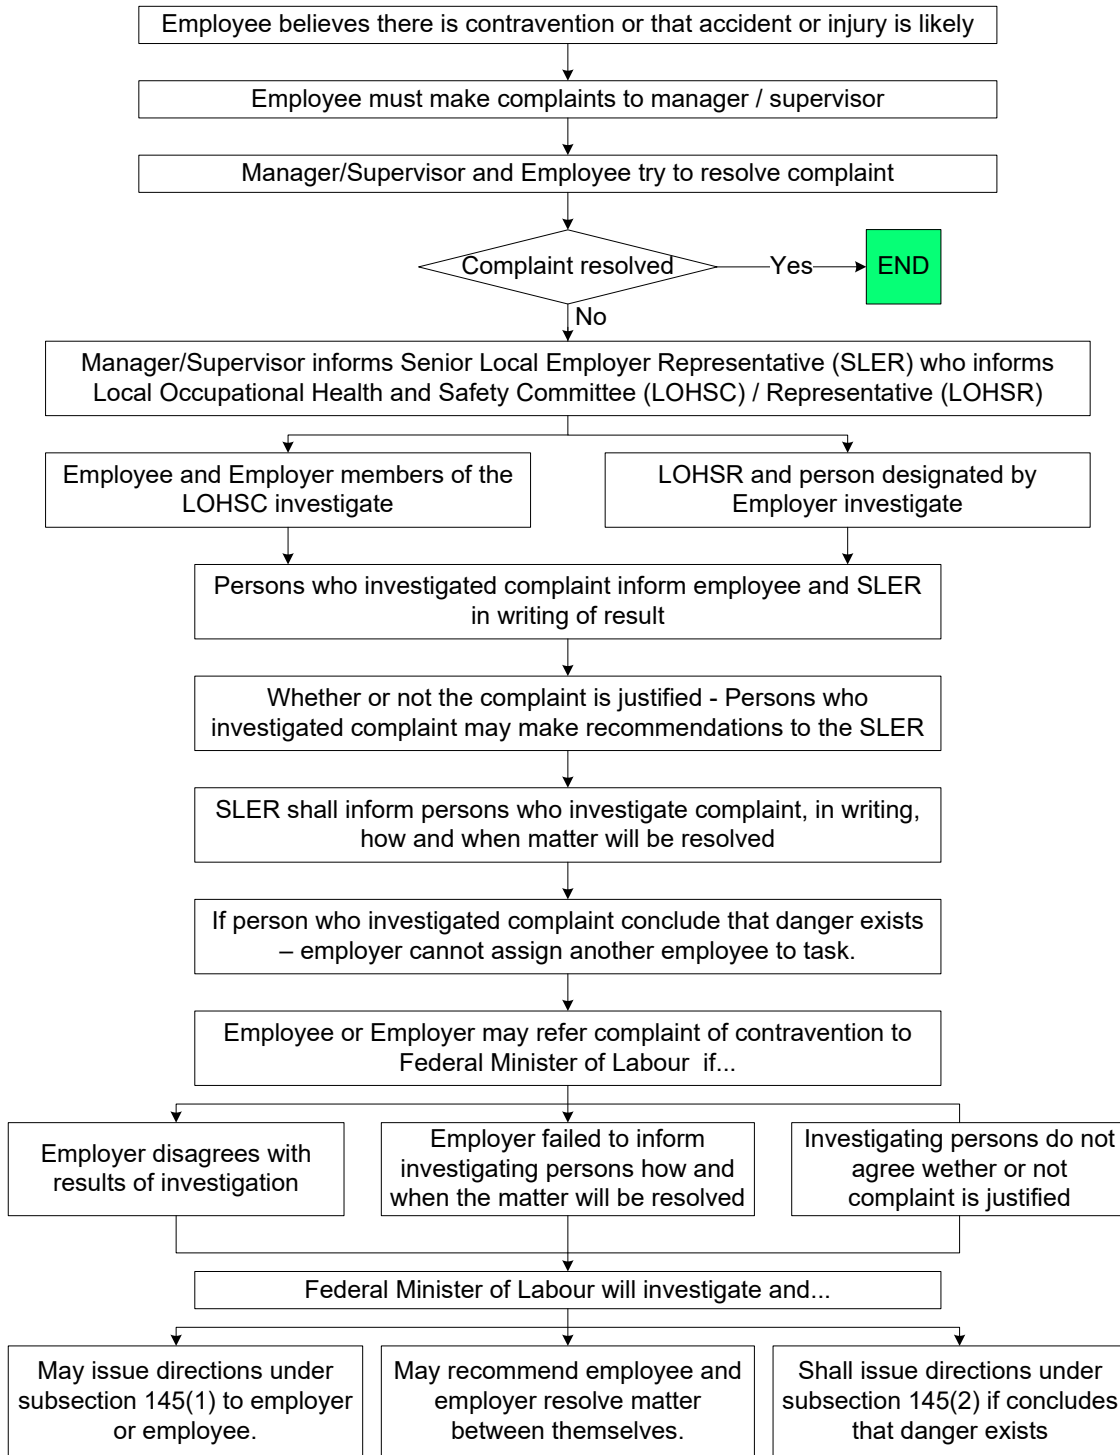 Employee believes there is contravention or that accident or injury is likely
Employee must make complaints to manager / supervisor
Manager/Supervisor and Employee try to resolve complaint
Complaint resolved
Yes
END
No
Manager/Supervisor informs Senior Local Employer Representative (SLER) who informs
Local Occupational Health and Safety Committee (LOHSC) / Representative (LOHSR)
Employee and Employer members of the
LOHSC investigate
LOHSR and person designated by
Employer investigate
Persons who investigated complaint inform employee and SLER
in writing of result
Whether or not the complaint is justified - Persons who
investigated complaint may make recommendations to the SLER
SLER shall inform persons who investigate complaint, in writing,
how and when matter will be resolved
If person who investigated complaint conclude that danger exists
– employer cannot assign another employee to task.
Employee or Employer may refer complaint of contravention to
Federal Minister of Labour if...
Employer disagrees with
results of investigation
Employer failed to inform
investigating persons how and
when the matter will be resolved
Investigating persons do not
agree wether or not
complaint is justified
Federal Minister of Labour will investigate and...
May issue directions under
subsection 145(1) to employer
or employee.
May recommend employee and
employer resolve matter
between themselves.
Shall issue directions under
subsection 145(2) if concludes
that danger exists